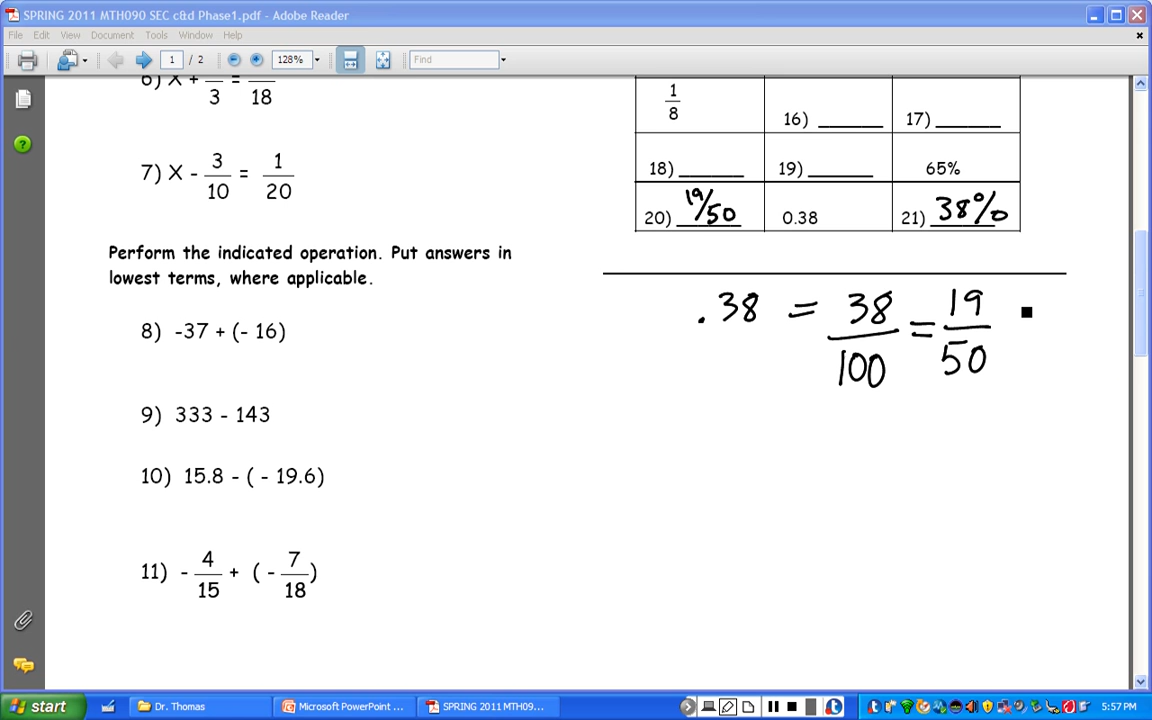 SPRING 2011 MTH090 SEC c&d Phase1.pdf - Adobe Reader
File Edit View Document Tools Window Help
1 / 2 128% Find
6) X + /3 = /18
7) X - 3/10 = 1/20
Perform the indicated operation. Put answers in
lowest terms, where applicable.
8) -37 + (- 16)
9) 333 - 143
10) 15.8 - ( - 19.6)
11) - 4/15 + ( - 7/18 )
1/8 16) ______ 17) ______
18) ______ 19) ______ 65%
20) 19/50 0.38 21) 38%
.38 = 38/100 = 19/50
start Dr. Thomas Microsoft PowerPoint ... SPRING 2011 MTH09... 5:57 PM